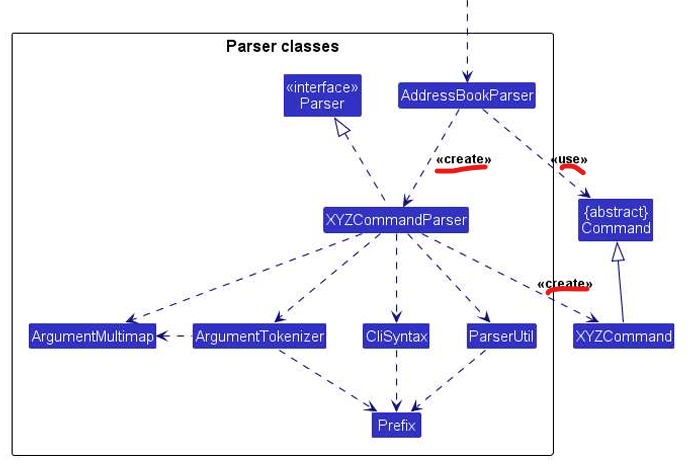 Parser classes
«interface»
Parser
AddressBookParser
«create»
«use»
XYZCommandParser
{abstract}
Command
«create»
ArgumentMultimap
ArgumentTokenizer
CliSyntax
ParserUtil
XYZCommand
Prefix